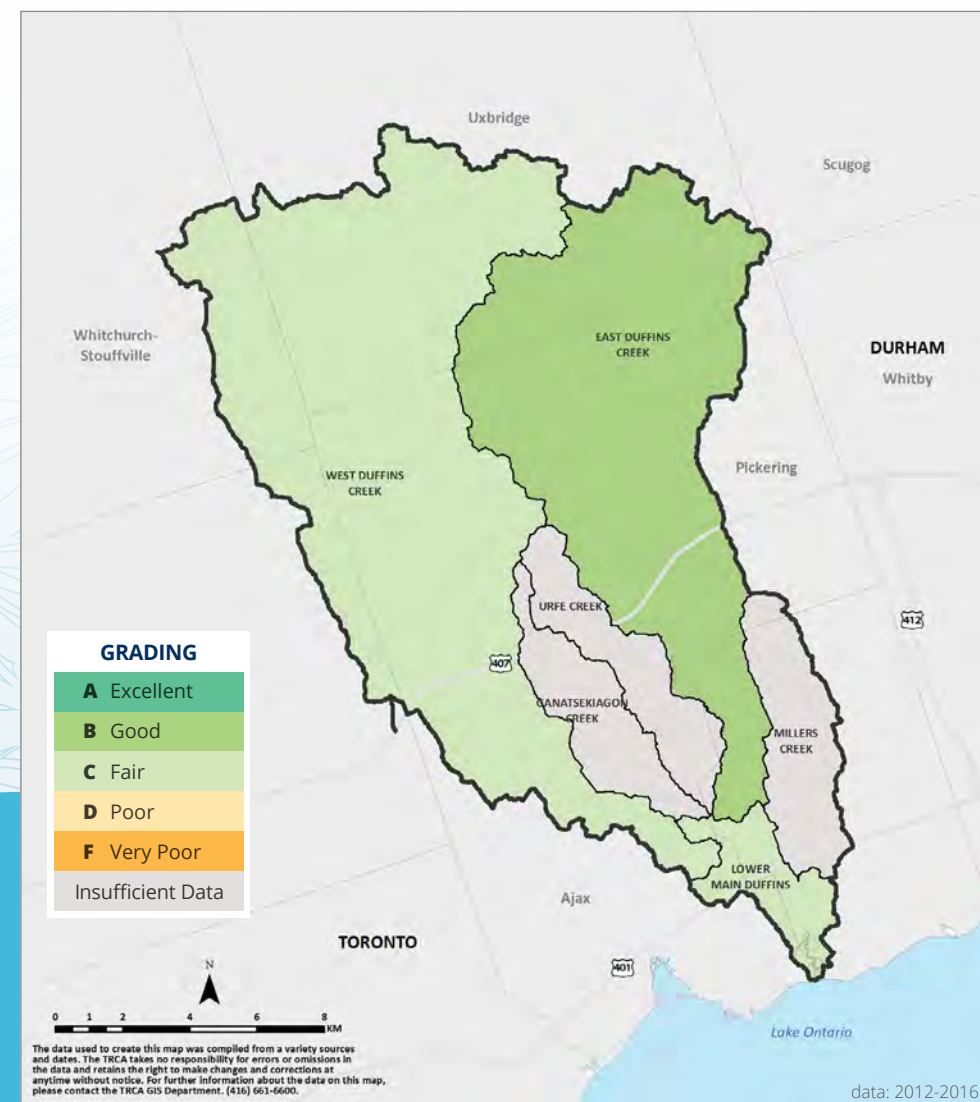 Uxbridge
Scugog
Whitchurch-
Stouffville
EAST DUFFINS
CREEK
DURHAM
Whitby
Pickering
WEST DUFFINS
CREEK
URFE CREEK
412
407
GANATSEKIAGON
CREEK
MILLERS
CREEK
GRADING
A Excellent
B Good
C Fair
D Poor
F Very Poor
Insufficient Data
LOWER
MAIN DUFFINS
Ajax
TORONTO
401
Lake Ontario
N
0 1 2 4 6 8
KM
The data used to create this map was compiled from a variety sources
and dates. The TRCA takes no responsibility for errors or omissions in
the data and retains the right to make changes and corrections at
anytime without notice. For further information about the data on this map,
please contact the TRCA GIS Department. (416) 661-6600.
data: 2012-2016